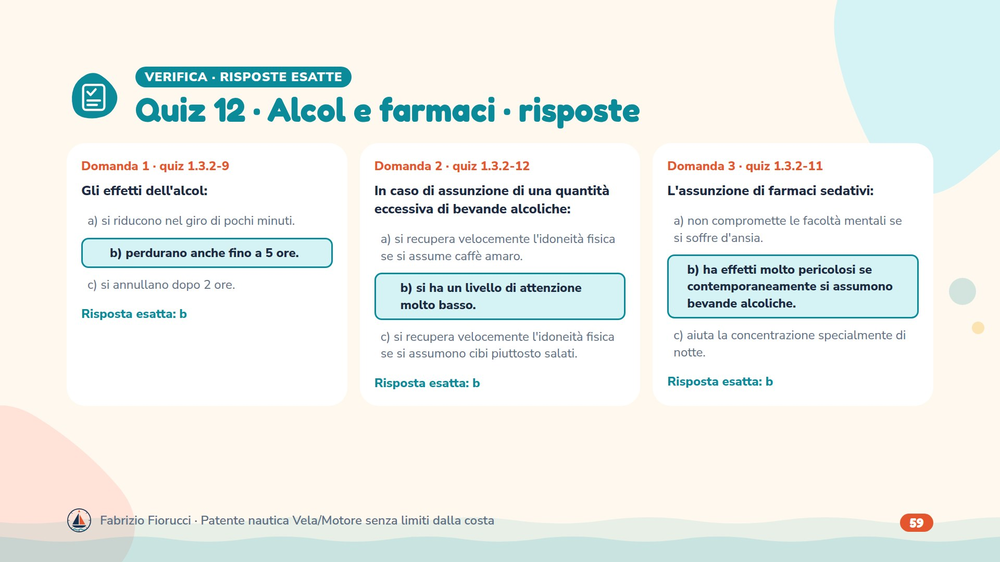 VERIFICA · RISPOSTE ESATTE
Quiz 12 · Alcol e farmaci · risposte
Domanda 1 · quiz 1.3.2-9
Gli effetti dell'alcol:
a) si riducono nel giro di pochi minuti.
b) perdurano anche fino a 5 ore.
c) si annullano dopo 2 ore.
Risposta esatta: b
Domanda 2 · quiz 1.3.2-12
In caso di assunzione di una quantità
eccessiva di bevande alcoliche:
a) si recupera velocemente l'idoneità fisica
se si assume caffè amaro.
b) si ha un livello di attenzione
molto basso.
c) si recupera velocemente l'idoneità fisica
se si assumono cibi piuttosto salati.
Risposta esatta: b
Domanda 3 · quiz 1.3.2-11
L'assunzione di farmaci sedativi:
a) non compromette le facoltà mentali se
si soffre d'ansia.
b) ha effetti molto pericolosi se
contemporaneamente si assumono
bevande alcoliche.
c) aiuta la concentrazione specialmente di
notte.
Risposta esatta: b
Fabrizio Fiorucci · Patente nautica Vela/Motore senza limiti dalla costa
59